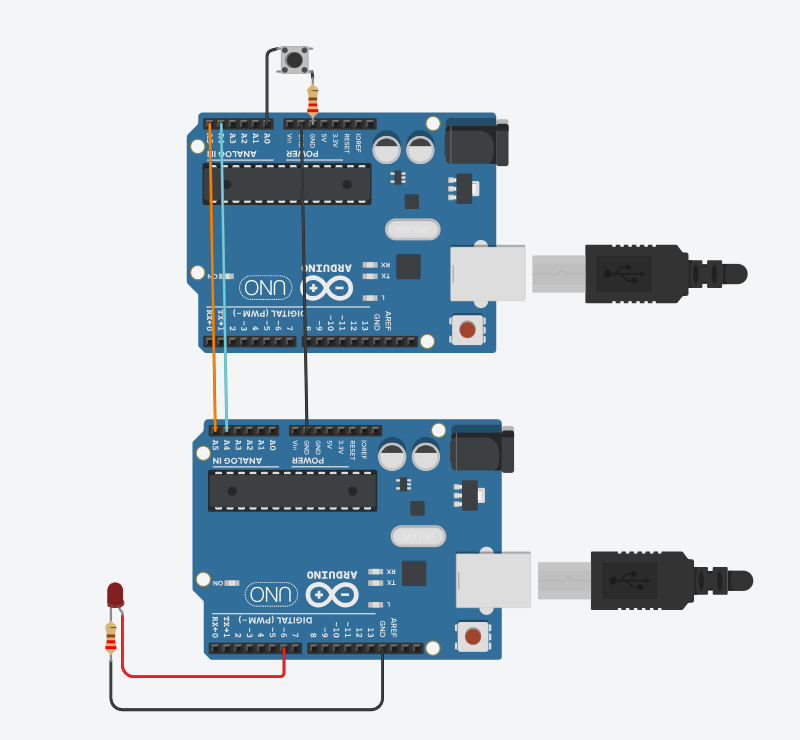 A5 A4 A3 A2 A1 A0
Vin GND GND 5V 3.3V RESET IOREF
ANALOG IN
POWER
RX
TX
ON
UNO
ARDUINO
L
DIGITAL (PWM~)
RX←0 TX→1 2 ~3 4 ~5 ~6 7 8 ~9 ~10 ~11 12 13 GND AREF
A5 A4 A3 A2 A1 A0
Vin GND GND 5V 3.3V RESET IOREF
ANALOG IN
POWER
RX
TX
ON
UNO
ARDUINO
L
DIGITAL (PWM~)
RX←0 TX→1 2 ~3 4 ~5 ~6 7 8 ~9 ~10 ~11 12 13 GND AREF